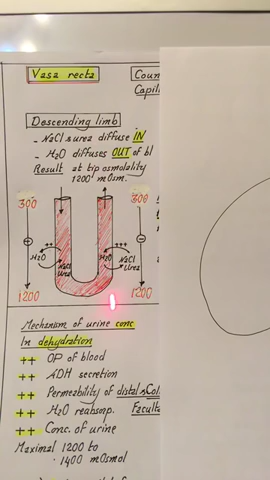 Vasa recta
Coun
Capil
Descending limb
- NaCl & urea diffuse IN
- H2O diffuses OUT of bl
Result at tip osmolality
1200 mOsm.
300
300
++
+++
H2O
H2O
NaCl
Urea
NaCl
Urea
1200
1200
Mechanism of urine conc
In dehydration
++ OP of blood
++ ADH secretion
++ Permeability of distal & Col
++ H2O reabsorp. Faculta
++ Conc. of urine
Maximal 1200 to
1400 mOsmol